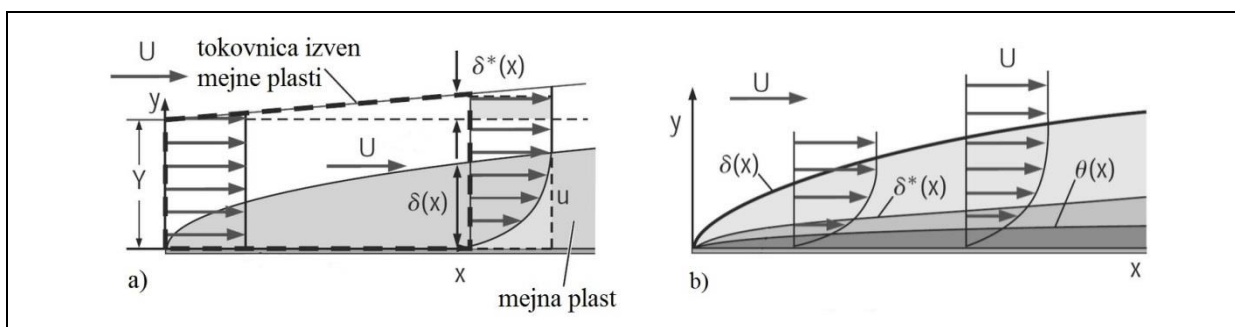 U
tokovnica izven
mejne plasti
δ*(x)
y
Y
U
δ(x)
u
x
a)
mejna plast
U
U
y
δ(x)
δ*(x)
θ(x)
x
b)